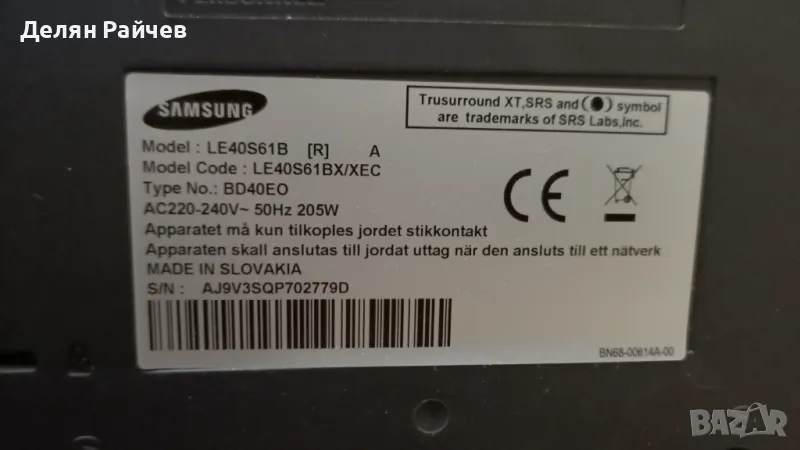 Делян Райчев
SAMSUNG
Trusurround XT,SRS and (●) symbol
are trademarks of SRS Labs,Inc.
Model : LE40S61B [R] A
Model Code : LE40S61BX/XEC
Type No.: BD40EO
AC220-240V~ 50Hz 205W
Apparatet må kun tilkoples jordet stikkontakt
Apparaten skall anslutas till jordat uttag när den ansluts till ett nätverk
MADE IN SLOVAKIA
S/N : AJ9V3SQP702779D
CE
BN68-00614A-00
BAZAR